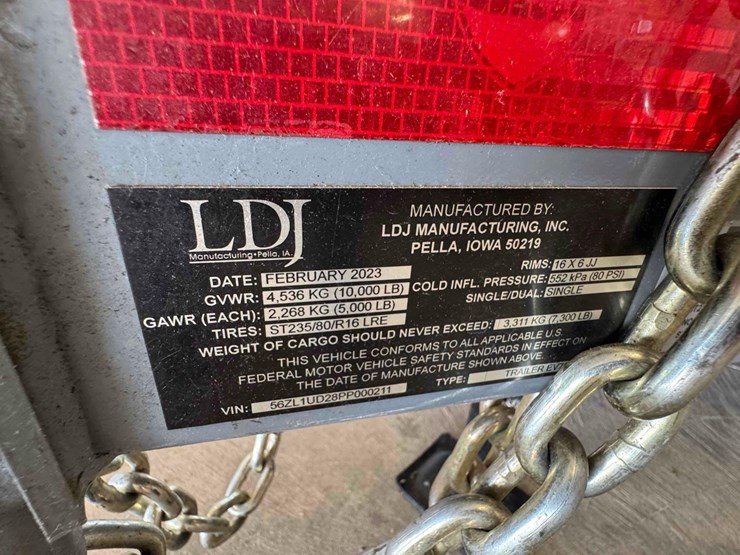 LDJ
Manufacturing • Pella, IA.
MANUFACTURED BY:
LDJ MANUFACTURING, INC.
PELLA, IOWA 50219
DATE: FEBRUARY 2023
RIMS: 16 X 6 JJ
GVWR: 4,536 KG (10,000 LB)
COLD INFL. PRESSURE: 552 kPa (80 PSI)
GAWR (EACH): 2,268 KG (5,000 LB)
SINGLE/DUAL: SINGLE
TIRES: ST235/80/R16 LRE
WEIGHT OF CARGO SHOULD NEVER EXCEED: 3,311 KG (7,300 LB)
THIS VEHICLE CONFORMS TO ALL APPLICABLE U.S.
FEDERAL MOTOR VEHICLE SAFETY STANDARDS IN EFFECT ON
THE DATE OF MANUFACTURE SHOWN ABOVE.
VIN: 56ZL1UD28PP000211
TYPE: TRAILER